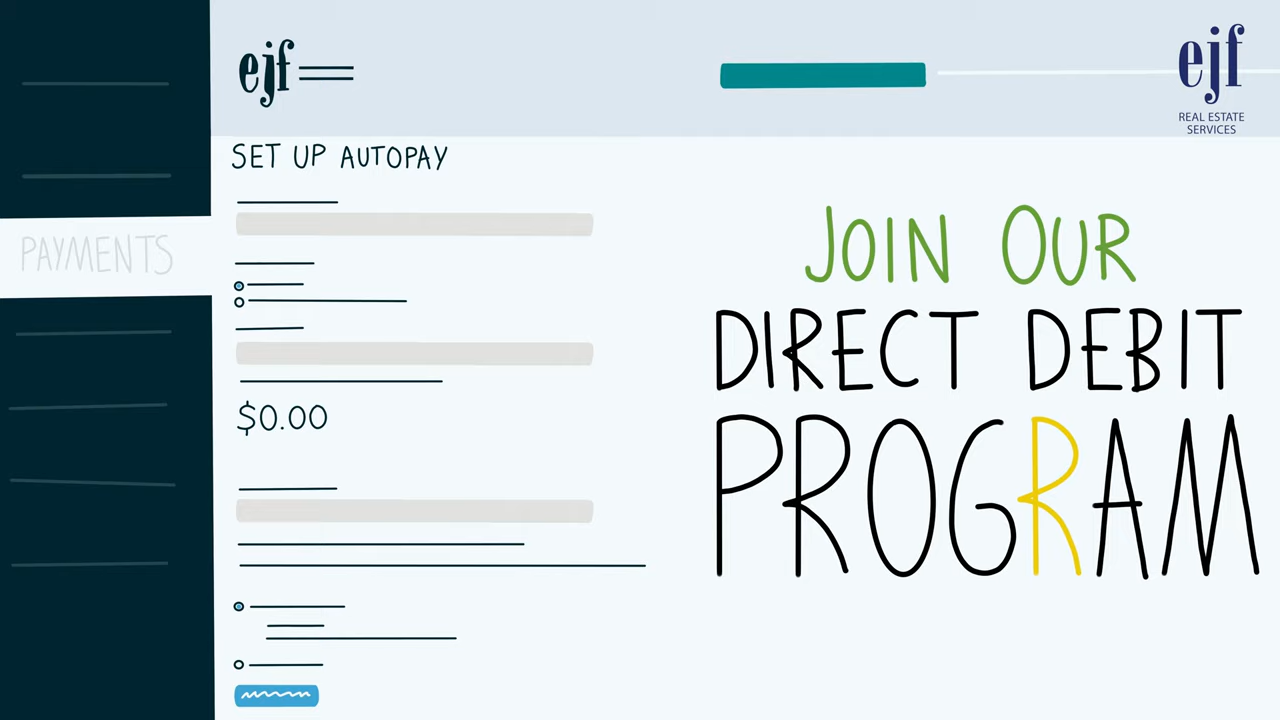 ejf
ejf
REAL ESTATE
SERVICES
SET UP AUTOPAY
PAYMENTS
$0.00
JOIN OUR
DIRECT DEBIT
PROGRAM